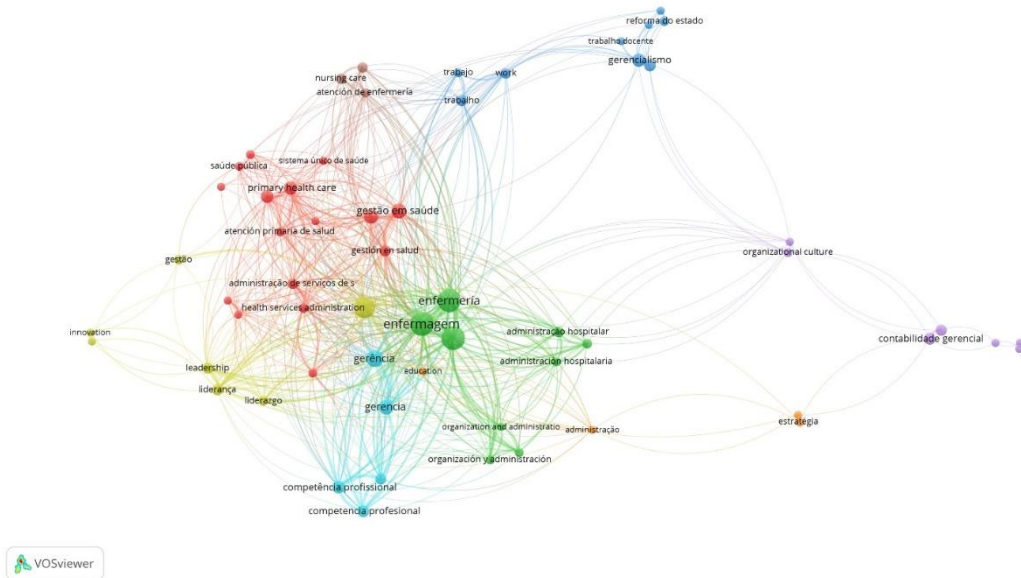 reforma do estado
trabalho docente
gerencialismo
trabajo
work
nursing care
atención de enfermería
trabalho
sistema único de saúde
saúde pública
primary health care
gestão em saúde
atención primaria de salud
gestión en salud
organizational culture
gestão
administração de serviços de s
health services administration
enfermería
enfermagem
innovation
administração hospitalar
contabilidade gerencial
gerência
administración hospitalaria
leadership
education
liderança
liderazgo
gerencia
estrategia
organization and administratio
administração
organización y administración
competência profissional
competencia profesional
VOSviewer